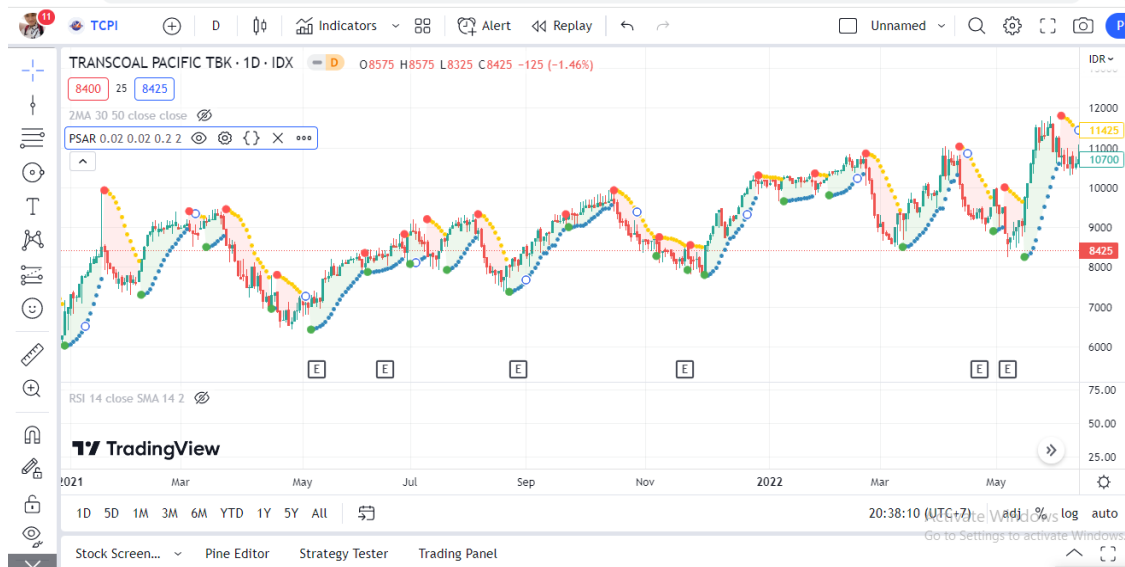 11 TCPI D Indicators Alert Replay Unnamed P
TRANSCOAL PACIFIC TBK · 1D · IDX D O8575 H8575 L8325 C8425 −125 (−1.46%) IDR
8400 25 8425
2MA 30 50 close close
PSAR 0.02 0.02 0.2 2
12000
11425
11000
10700
10000
9000
8425
8000
7000
6000
E E E E E E
RSI 14 close SMA 14 2
75.00
50.00
25.00
TradingView
2021 Mar May Jul Sep Nov 2022 Mar May
1D 5D 1M 3M 6M YTD 1Y 5Y All 20:38:10 (UTC+7) adj % log auto
Activate Windows
Go to Settings to activate Windows.
Stock Screen... Pine Editor Strategy Tester Trading Panel